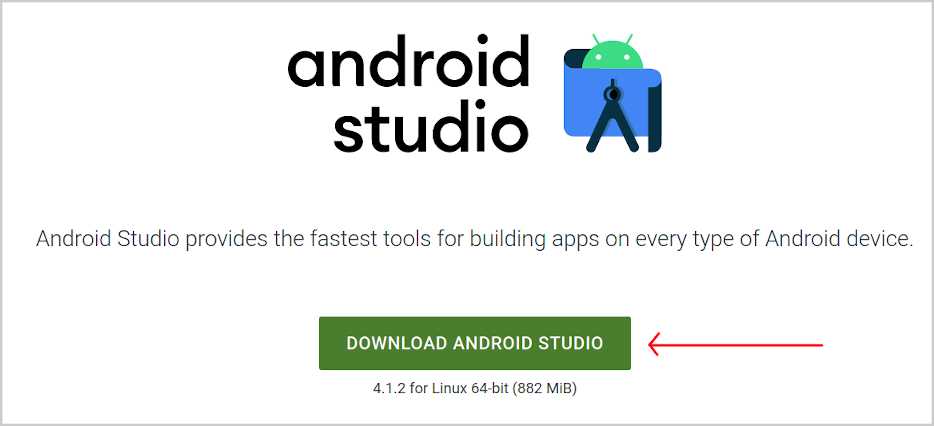 android
studio
Android Studio provides the fastest tools for building apps on every type of Android device.
DOWNLOAD ANDROID STUDIO
4.1.2 for Linux 64-bit (882 MiB)